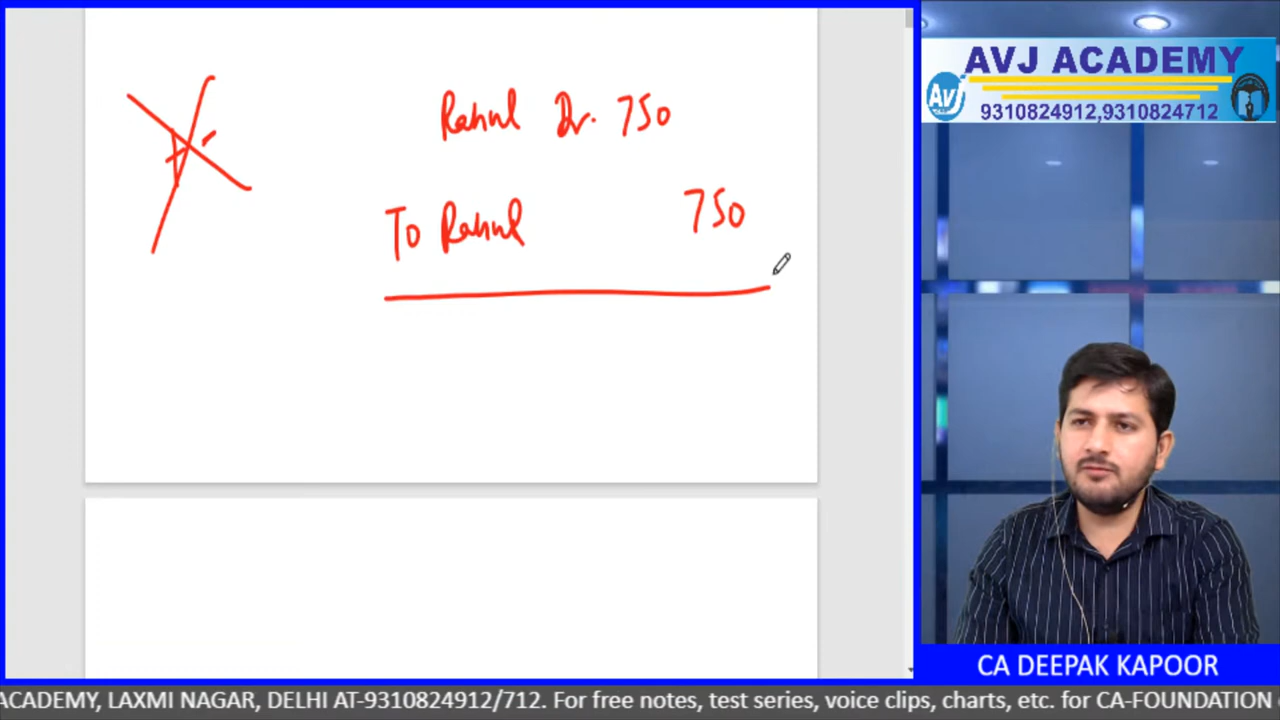 Rahul Dr. 750
To Rahul 750
AVJ ACADEMY
AV
9310824912,9310824712
CA DEEPAK KAPOOR
ACADEMY, LAXMI NAGAR, DELHI AT-9310824912/712. For free notes, test series, voice clips, charts, etc. for CA-FOUNDATION